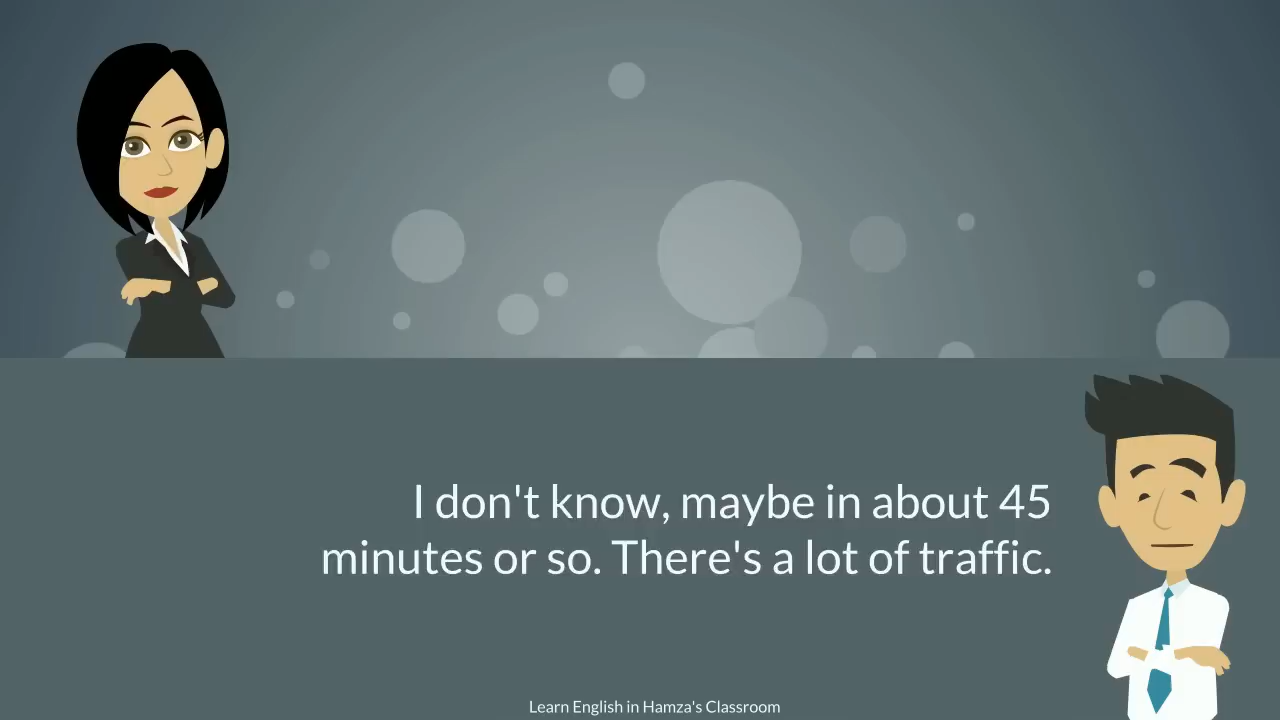 I don't know, maybe in about 45
minutes or so. There's a lot of traffic.
Learn English in Hamza's Classroom